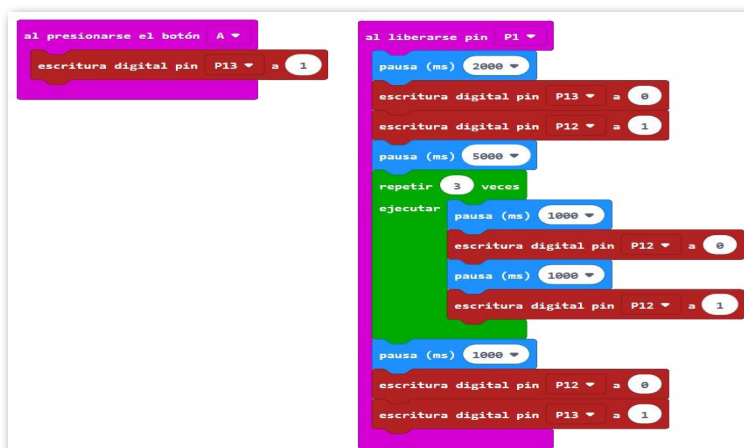 al presionarse el botón A
escritura digital pin P13 a 1
al liberarse pin P1
pausa (ms) 2000
escritura digital pin P13 a 0
escritura digital pin P12 a 1
pausa (ms) 5000
repetir 3 veces
ejecutar
pausa (ms) 1000
escritura digital pin P12 a 0
pausa (ms) 1000
escritura digital pin P12 a 1
pausa (ms) 1000
escritura digital pin P12 a 0
escritura digital pin P13 a 1